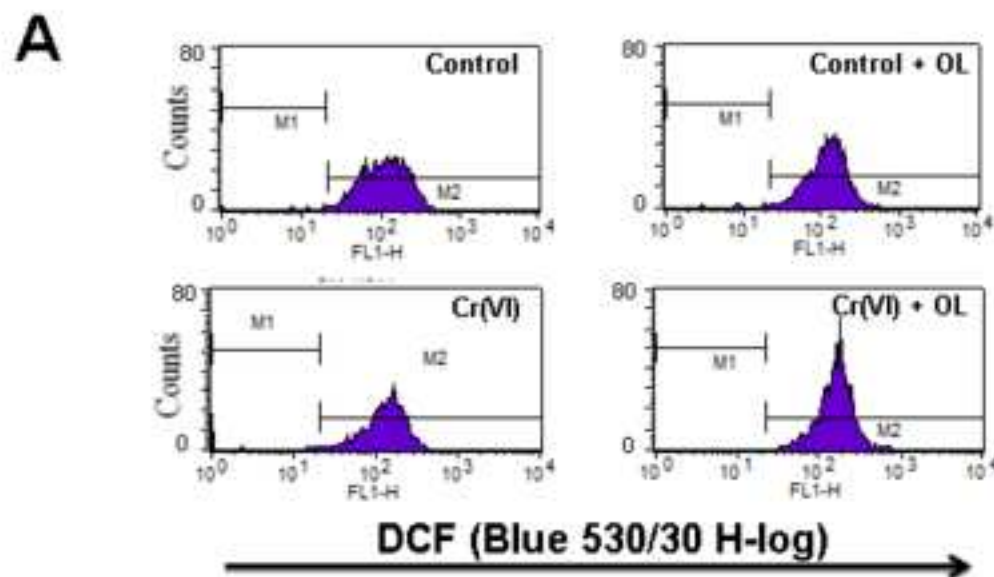 A
80
Counts
0
Control
M1
M2
10^0 10^1 10^2 10^3 10^4
FL1-H
80
0
Control + OL
M1
M2
10^0 10^1 10^2 10^3 10^4
FL1-H
80
Counts
0
Cr(VI)
M1
M2
10^0 10^1 10^2 10^3 10^4
FL1-H
80
0
Cr(VI) + OL
M1
M2
10^0 10^1 10^2 10^3 10^4
FL1-H
DCF (Blue 530/30 H-log)